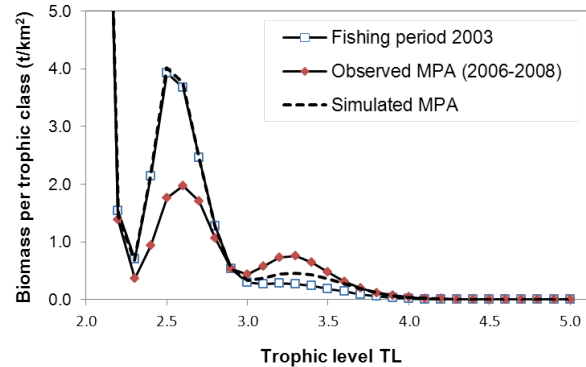 Biomass per trophic class (t/km²)
5.0
4.0
3.0
2.0
1.0
0.0
Fishing period 2003
Observed MPA (2006-2008)
Simulated MPA
2.0 2.5 3.0 3.5 4.0 4.5 5.0
Trophic level TL